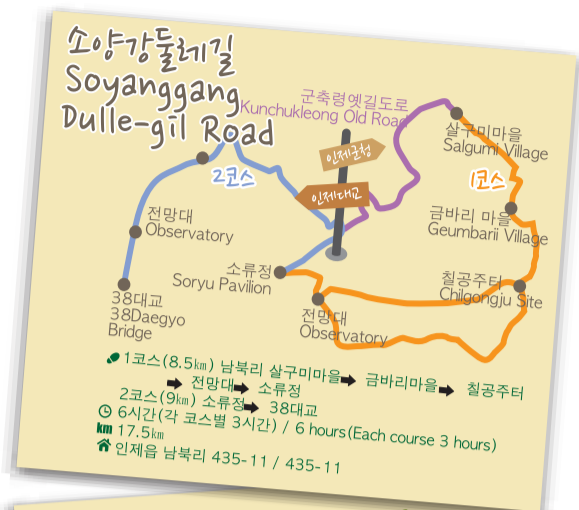 소양강둘레길
Soyanggang
Dulle-gil Road
군축령옛길도로
Kunchukleong Old Road
살구미마을
Salgumi Village
인제군청
2코스
1코스
인제대교
전망대
Observatory
금바리 마을
Geumbarii Village
소류정
Soryu Pavilion
칠공주터
Chilgongju Site
38대교
38Daegyo
Bridge
전망대
Observatory
1코스(8.5㎞) 남북리 살구미마을➡ 금바리마을➡ 칠공주터
➡ 전망대➡ 소류정
2코스(9㎞) 소류정➡ 38대교
6시간(각 코스별 3시간) / 6 hours(Each course 3 hours)
km 17.5㎞
인제읍 남북리 435-11 / 435-11